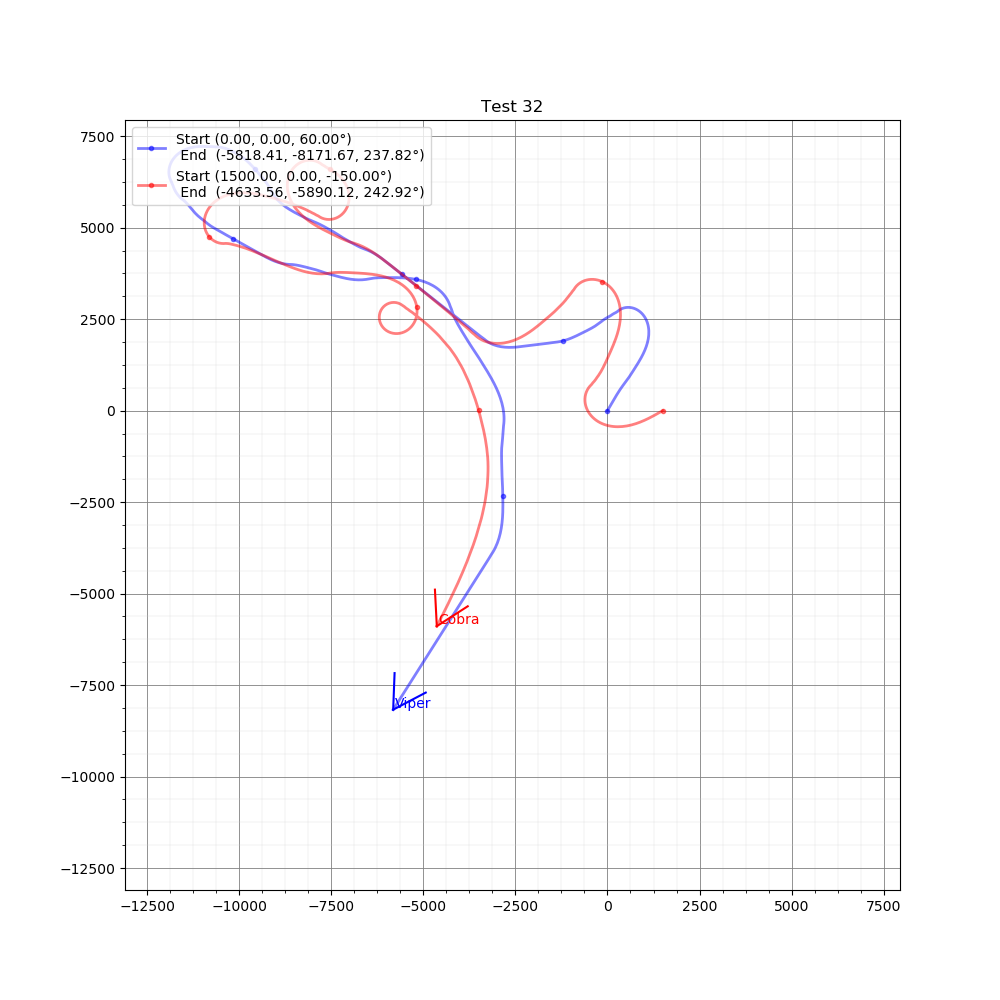 Test 32
Start (0.00, 0.00, 60.00°)
End (-5818.41, -8171.67, 237.82°)
Start (1500.00, 0.00, -150.00°)
End (-4633.56, -5890.12, 242.92°)
7500
5000
2500
0
−2500
−5000
−7500
−10000
−12500
Cobra
Viper
−12500 −10000 −7500 −5000 −2500 0 2500 5000 7500